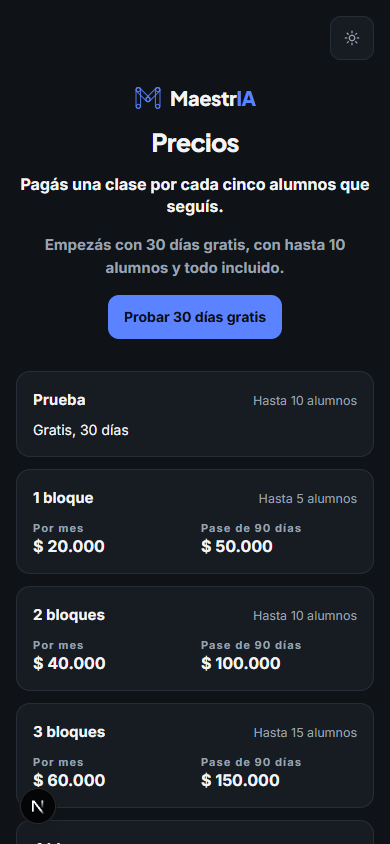 MaestrIA
Precios
Pagás una clase por cada cinco alumnos que
seguís.
Empezás con 30 días gratis, con hasta 10
alumnos y todo incluido.
Probar 30 días gratis
Prueba
Hasta 10 alumnos
Gratis, 30 días
1 bloque
Hasta 5 alumnos
Por mes
Pase de 90 días
$ 20.000
$ 50.000
2 bloques
Hasta 10 alumnos
Por mes
Pase de 90 días
$ 40.000
$ 100.000
3 bloques
Hasta 15 alumnos
Por mes
Pase de 90 días
$ 60.000
$ 150.000
N